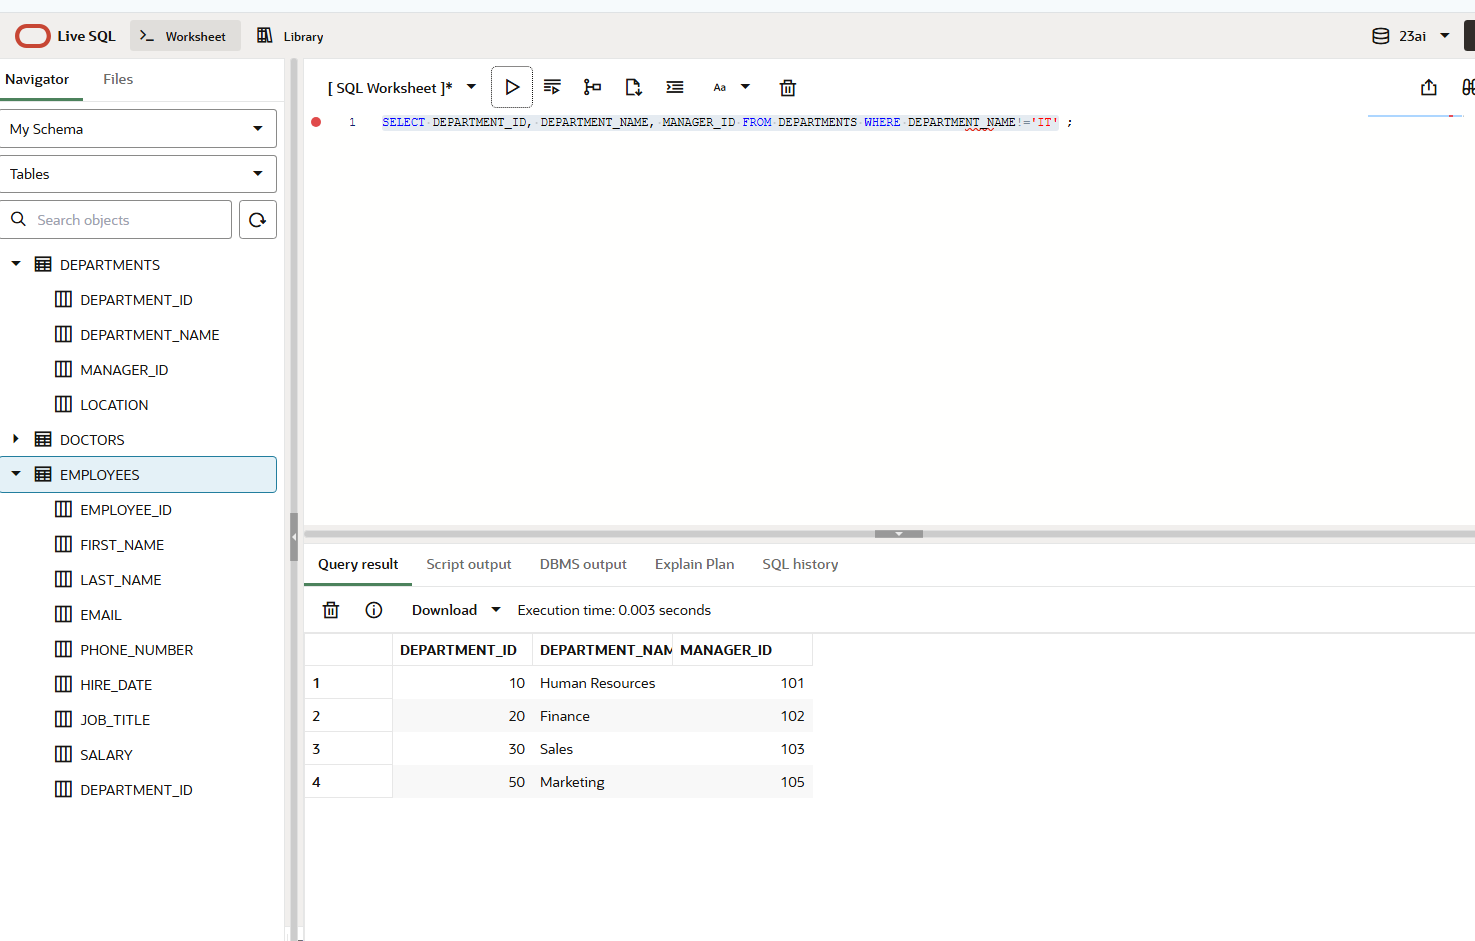 Live SQL Worksheet Library 23ai
Navigator Files
My Schema
Tables
Search objects
DEPARTMENTS
DEPARTMENT_ID
DEPARTMENT_NAME
MANAGER_ID
LOCATION
DOCTORS
EMPLOYEES
EMPLOYEE_ID
FIRST_NAME
LAST_NAME
EMAIL
PHONE_NUMBER
HIRE_DATE
JOB_TITLE
SALARY
DEPARTMENT_ID
[ SQL Worksheet ]* Aa
1 SELECT DEPARTMENT_ID, DEPARTMENT_NAME, MANAGER_ID FROM DEPARTMENTS WHERE DEPARTMENT_NAME!='IT' ;
Query result Script output DBMS output Explain Plan SQL history
Download Execution time: 0.003 seconds
DEPARTMENT_ID DEPARTMENT_NAM MANAGER_ID
1 10 Human Resources 101
2 20 Finance 102
3 30 Sales 103
4 50 Marketing 105